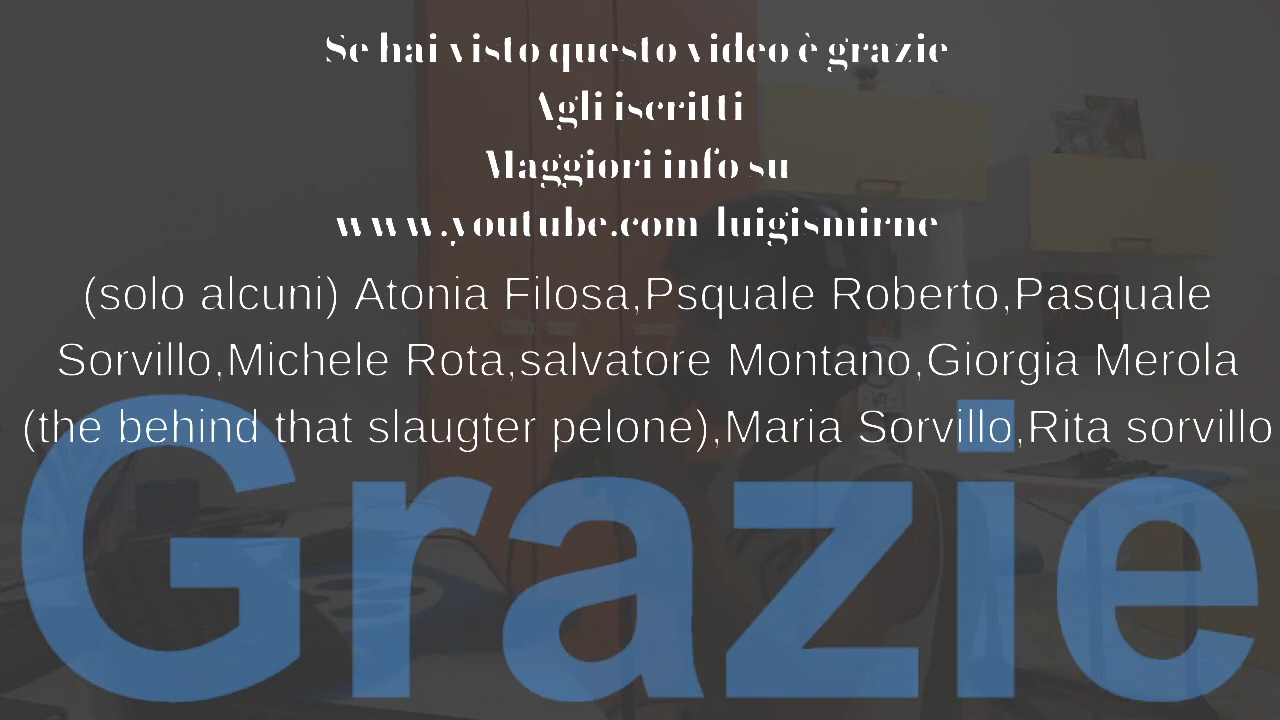 Se hai visto questo video è grazie
Agli iscritti
Maggiori info su
www.youtube.com luigismirne
(solo alcuni) Atonia Filosa,Psquale Roberto,Pasquale
Sorvillo,Michele Rota,salvatore Montano,Giorgia Merola
(the behind that slaugter pelone),Maria Sorvillo,Rita sorvillo
Grazie